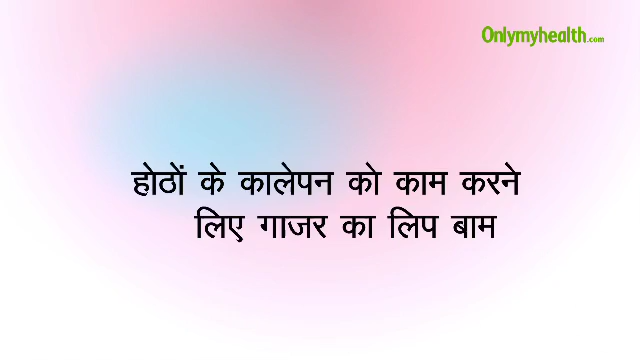 Onlymyhealth.com
होठों के कालेपन को काम करने
लिए गाजर का लिप बाम